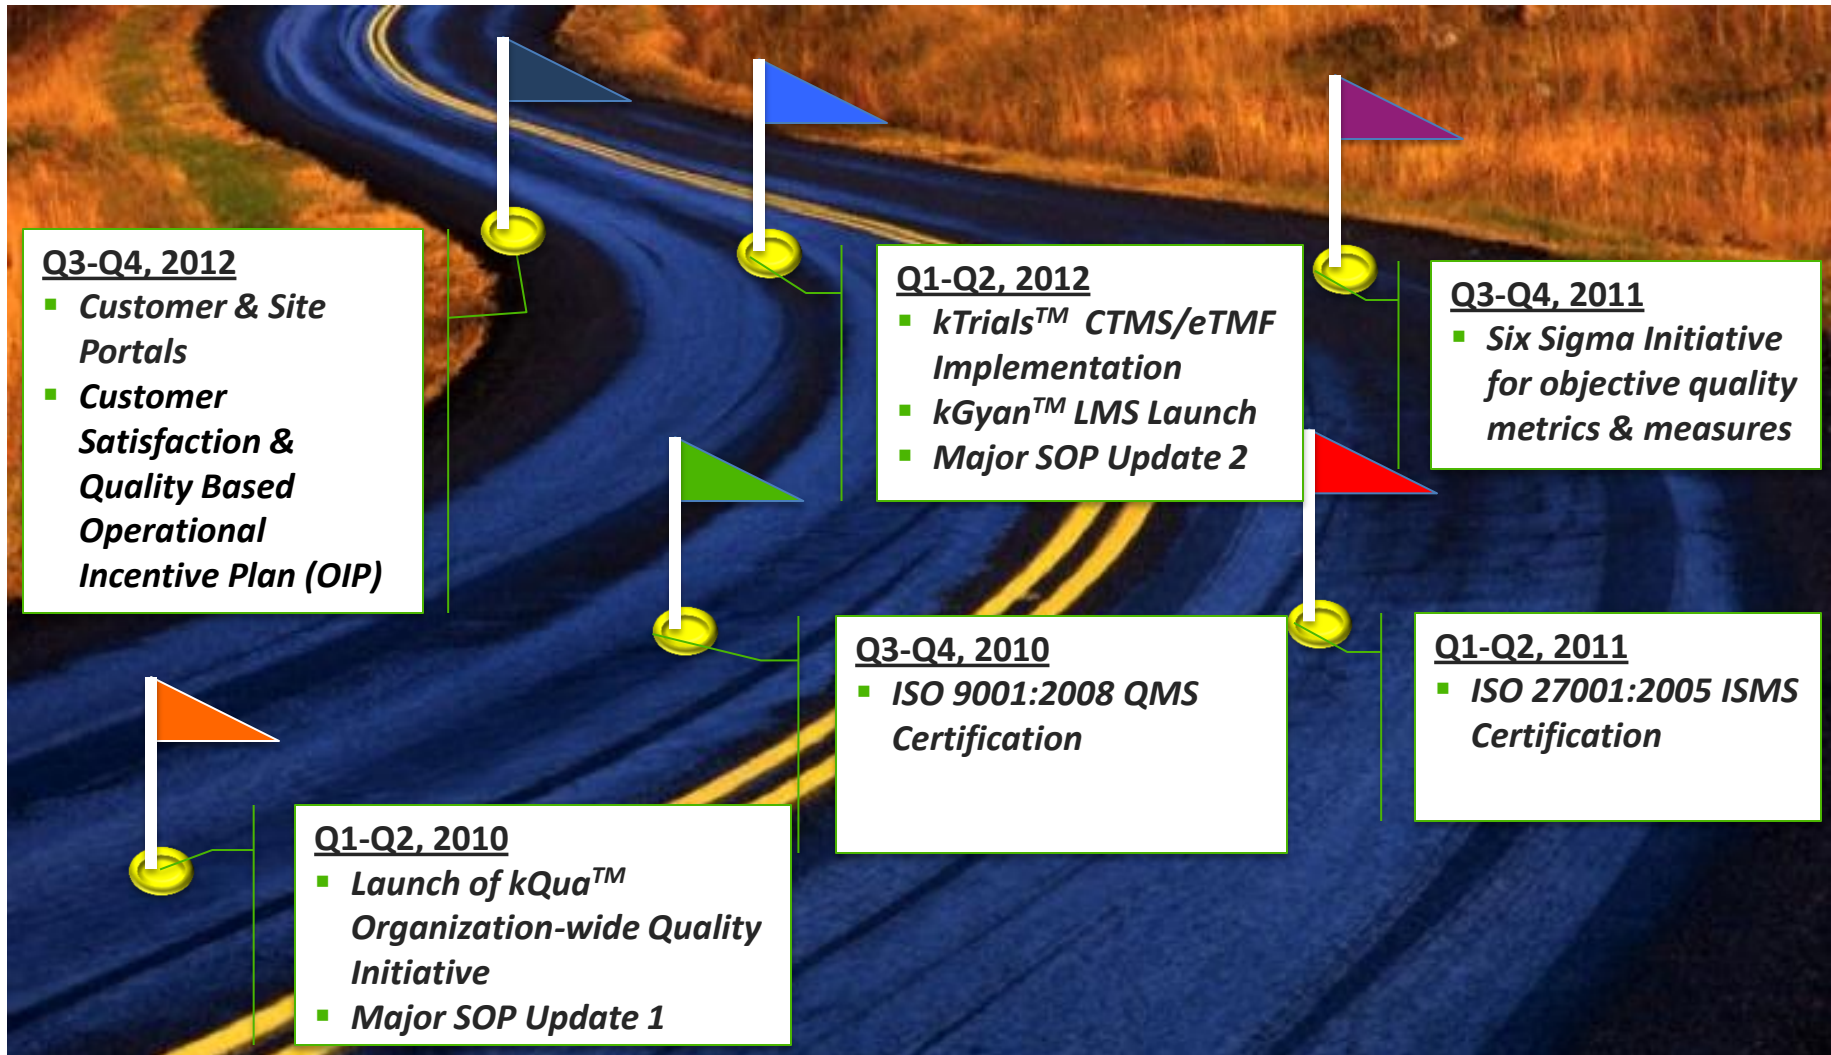 Q3-Q4, 2012
Customer & Site
Portals
Customer
Satisfaction &
Quality Based
Operational
Incentive Plan (OIP)
Q1-Q2, 2012
kTrials™ CTMS/eTMF
Implementation
kGyan™ LMS Launch
Major SOP Update 2
Q3-Q4, 2011
Six Sigma Initiative
for objective quality
metrics & measures
Q3-Q4, 2010
ISO 9001:2008 QMS
Certification
Q1-Q2, 2011
ISO 27001:2005 ISMS
Certification
Q1-Q2, 2010
Launch of kQua™
Organization-wide Quality
Initiative
Major SOP Update 1